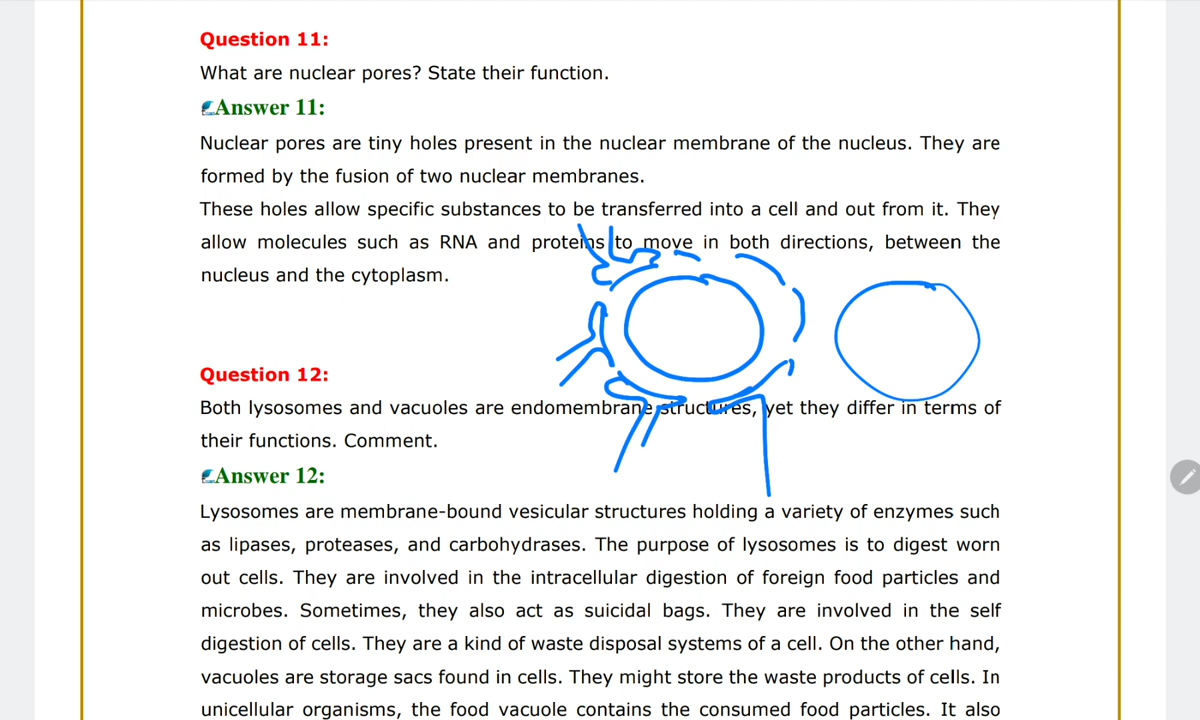 Question 11:
What are nuclear pores? State their function.
Answer 11:
Nuclear pores are tiny holes present in the nuclear membrane of the nucleus. They are
formed by the fusion of two nuclear membranes.
These holes allow specific substances to be transferred into a cell and out from it. They
allow molecules such as RNA and proteins to move in both directions, between the
nucleus and the cytoplasm.
Question 12:
Both lysosomes and vacuoles are endomembrane structures, yet they differ in terms of
their functions. Comment.
Answer 12:
Lysosomes are membrane-bound vesicular structures holding a variety of enzymes such
as lipases, proteases, and carbohydrases. The purpose of lysosomes is to digest worn
out cells. They are involved in the intracellular digestion of foreign food particles and
microbes. Sometimes, they also act as suicidal bags. They are involved in the self
digestion of cells. They are a kind of waste disposal systems of a cell. On the other hand,
vacuoles are storage sacs found in cells. They might store the waste products of cells. In
unicellular organisms, the food vacuole contains the consumed food particles. It also